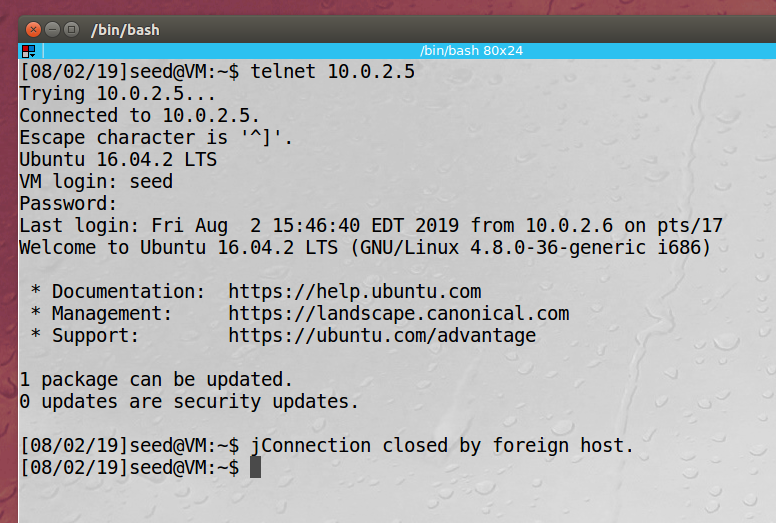 /bin/bash
/bin/bash 80x24
[08/02/19]seed@VM:~$ telnet 10.0.2.5
Trying 10.0.2.5...
Connected to 10.0.2.5.
Escape character is '^]'.
Ubuntu 16.04.2 LTS
VM login: seed
Password:
Last login: Fri Aug  2 15:46:40 EDT 2019 from 10.0.2.6 on pts/17
Welcome to Ubuntu 16.04.2 LTS (GNU/Linux 4.8.0-36-generic i686)
 * Documentation:  https://help.ubuntu.com
 * Management:     https://landscape.canonical.com
 * Support:        https://ubuntu.com/advantage
1 package can be updated.
0 updates are security updates.
[08/02/19]seed@VM:~$ jConnection closed by foreign host.
[08/02/19]seed@VM:~$